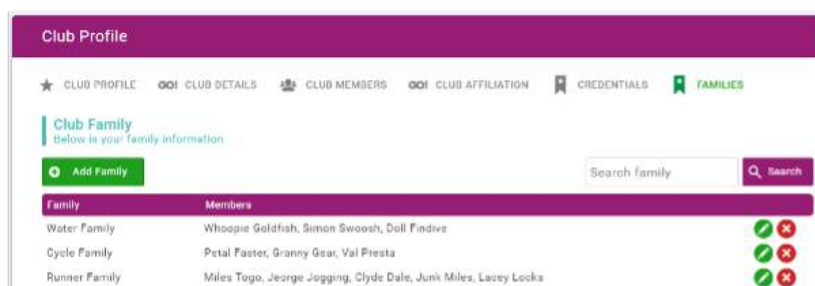 Club Profile
CLUB PROFILE GO! CLUB DETAILS CLUB MEMBERS GO! CLUB AFFILIATION CREDENTIALS FAMILIES
Club Family
Below is your family information
Add Family Search family Search
Family Members
Water Family Whoopie Goldfish, Simon Swoosh, Doll Findive
Cycle Family Petal Faster, Granny Gear, Val Presta
Runner Family Miles Togo, Jeorge Jogging, Clyde Dale, Junk Miles, Lacey Locks